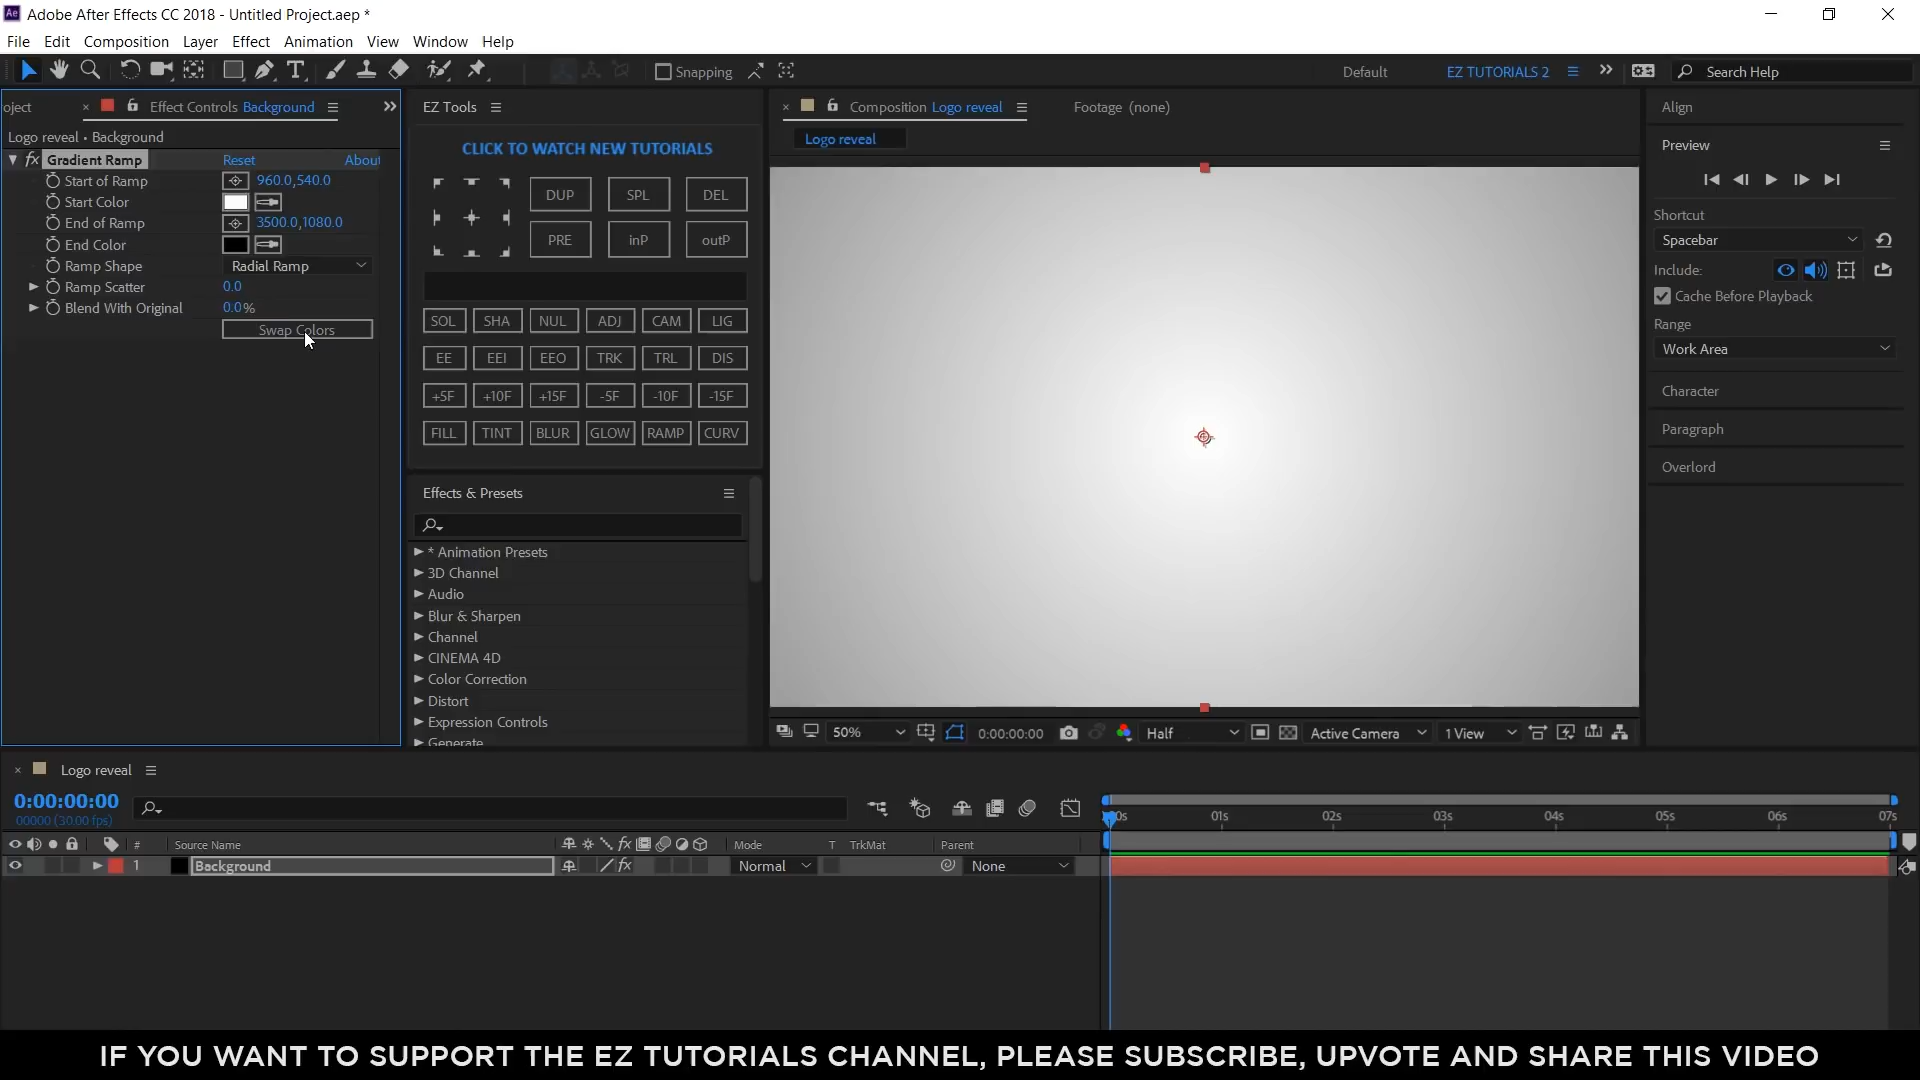 Ae Adobe After Effects CC 2018 - Untitled Project.aep *
File Edit Composition Layer Effect Animation View Window Help
Snapping Default EZ TUTORIALS 2 Search Help
oject × Effect Controls Background
Logo reveal • Background
fx Gradient Ramp Reset About
Start of Ramp 960.0,540.0
Start Color
End of Ramp 3500.0,1080.0
End Color
Ramp Shape Radial Ramp
Ramp Scatter 0.0
Blend With Original 0.0%
Swap Colors
EZ Tools
CLICK TO WATCH NEW TUTORIALS
DUP SPL DEL
PRE inP outP
SOL SHA NUL ADJ CAM LIG
EE EEI EEO TRK TRL DIS
+5F +10F +15F -5F -10F -15F
FILL TINT BLUR GLOW RAMP CURV
Effects & Presets
* Animation Presets
3D Channel
Audio
Blur & Sharpen
Channel
CINEMA 4D
Color Correction
Distort
Expression Controls
Generate
× Composition Logo reveal Footage (none)
Logo reveal
50% 0:00:00:00 Half Active Camera 1 View
Align
Preview
Shortcut
Spacebar
Include:
Cache Before Playback
Range
Work Area
Character
Paragraph
Overlord
× Logo reveal
0:00:00:00
00000 (30.00 fps)
0s 01s 02s 03s 04s 05s 06s 07s
# Source Name fx Mode T TrkMat Parent
1 Background fx Normal None
IF YOU WANT TO SUPPORT THE EZ TUTORIALS CHANNEL, PLEASE SUBSCRIBE, UPVOTE AND SHARE THIS VIDEO